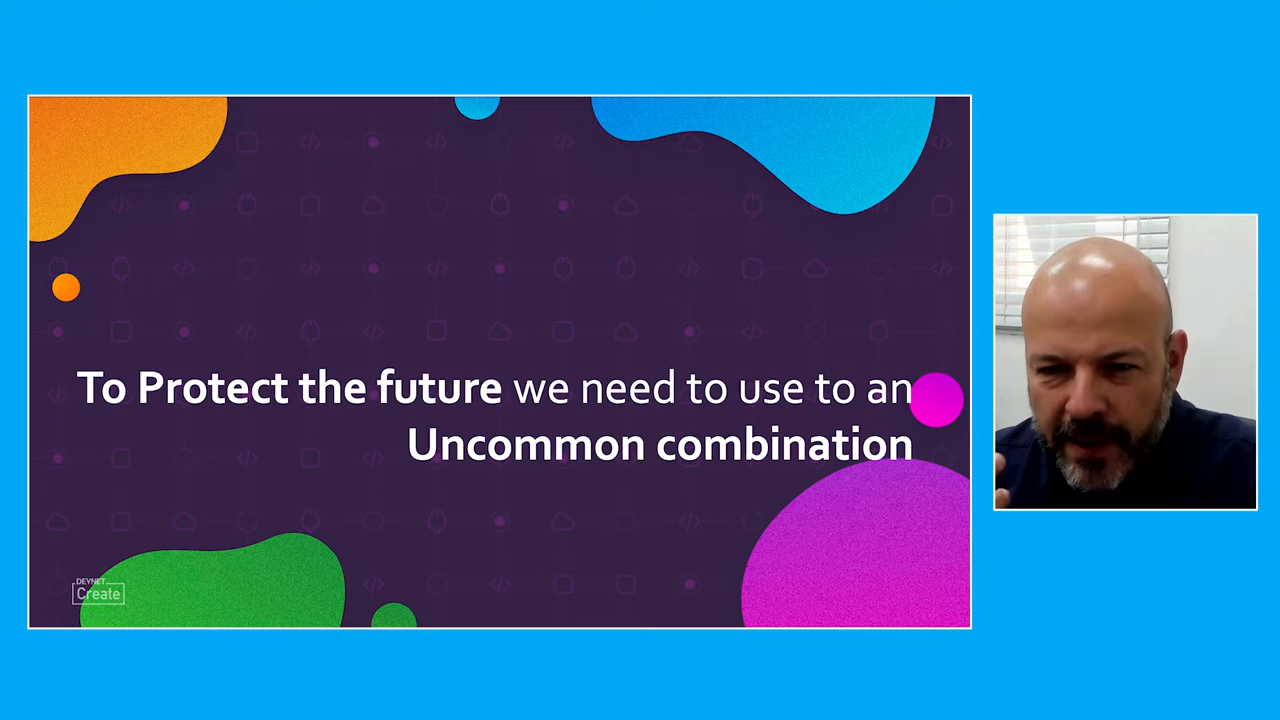 To Protect the future we need to use to an
Uncommon combination
DEVNET
Create